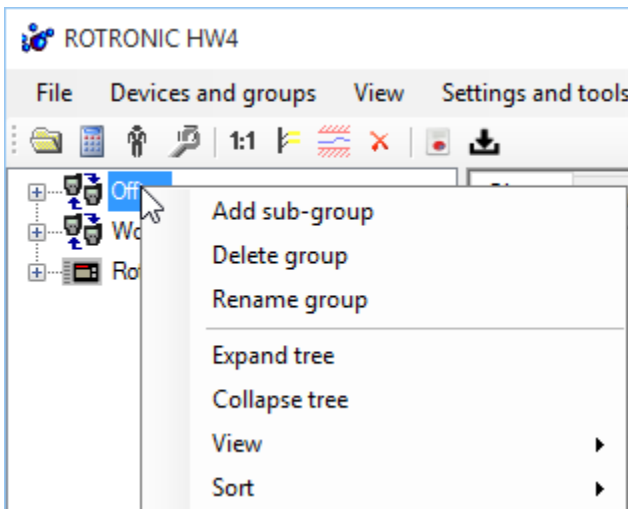 ROTRONIC HW4
File Devices and groups View Settings and tools
1:1
Off
Add sub-group
Delete group
Rename group
Expand tree
Collapse tree
View
Sort